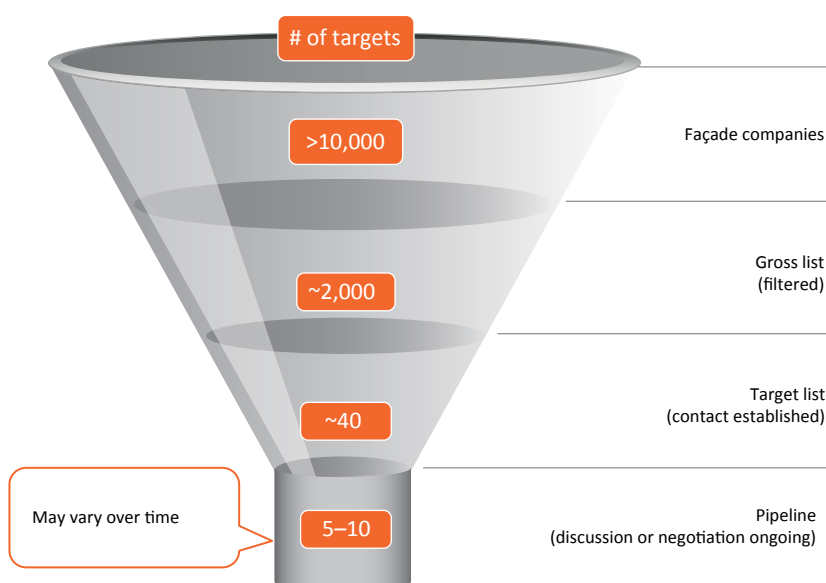 # of targets
>10,000
Façade companies
~2,000
Gross list
(filtered)
~40
Target list
(contact established)
May vary over time
5–10
Pipeline
(discussion or negotiation ongoing)